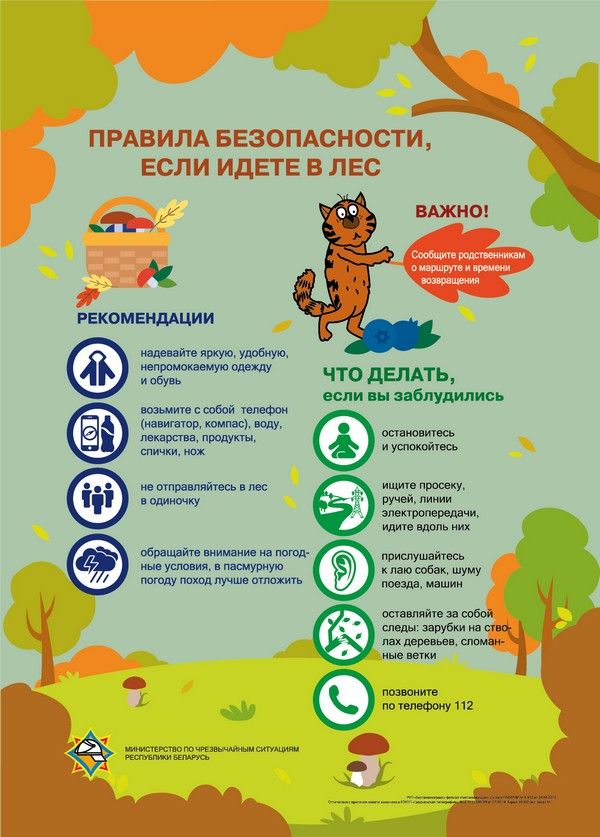 ПРАВИЛА БЕЗОПАСНОСТИ,
ЕСЛИ ИДЕТЕ В ЛЕС
ВАЖНО!
Сообщите родственникам
о маршруте и времени
возвращения
РЕКОМЕНДАЦИИ
надевайте яркую, удобную,
непромокаемую одежду
и обувь
возьмите с собой телефон
(навигатор, компас), воду,
лекарства, продукты,
спички, нож
не отправляйтесь в лес
в одиночку
обращайте внимание на погод-
ные условия, в пасмурную
погоду поход лучше отложить
ЧТО ДЕЛАТЬ,
если вы заблудились
остановитесь
и успокойтесь
ищите просеку,
ручей, линии
электропередачи,
идите вдоль них
прислушайтесь
к лаю собак, шуму
поезда, машин
оставляйте за собой
следы: зарубки на ство-
лах деревьев, сломан-
ные ветки
позвоните
по телефону 112
МИНИСТЕРСТВО ПО ЧРЕЗВЫЧАЙНЫМ СИТУАЦИЯМ
РЕСПУБЛИКИ БЕЛАРУСЬ